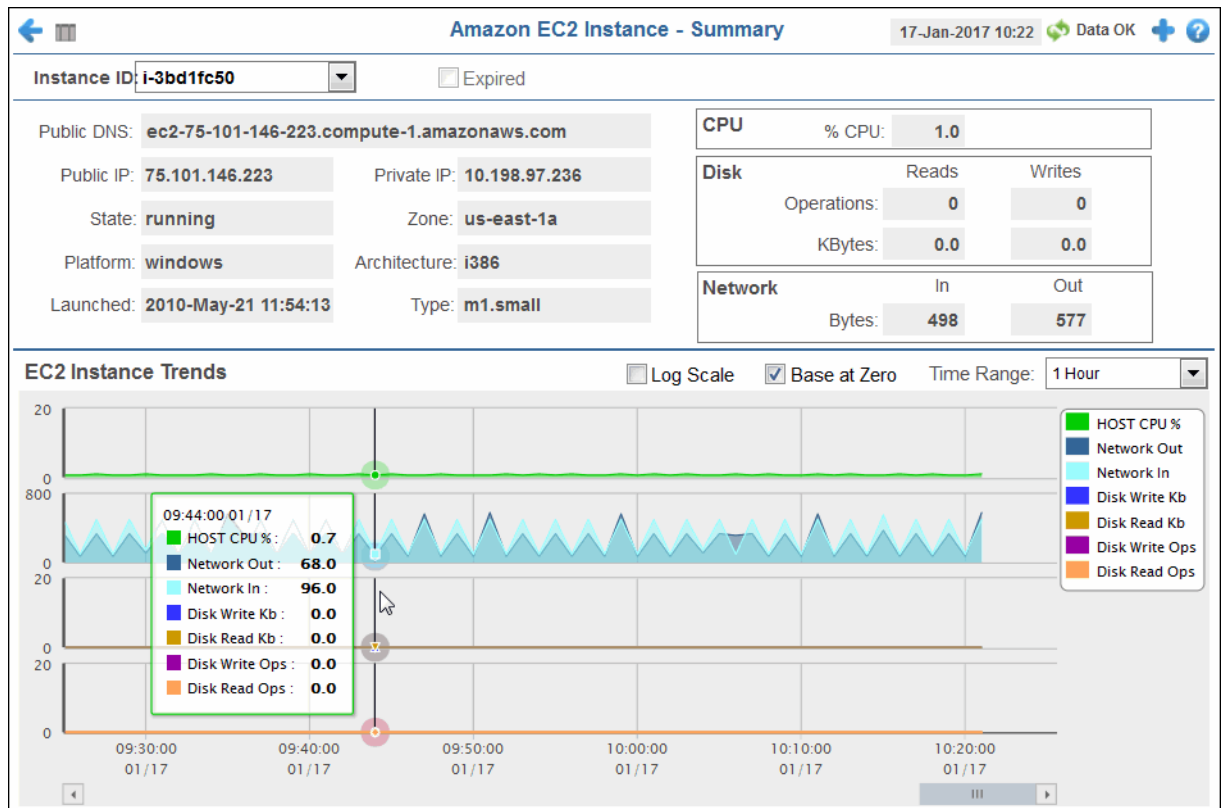 Amazon EC2 Instance - Summary
17-Jan-2017 10:22
Data OK
Instance ID: i-3bd1fc50
Expired
Public DNS: ec2-75-101-146-223.compute-1.amazonaws.com
Public IP: 75.101.146.223
Private IP: 10.198.97.236
State: running
Zone: us-east-1a
Platform: windows
Architecture: i386
Launched: 2010-May-21 11:54:13
Type: m1.small
CPU
% CPU: 1.0
Disk
Reads Writes
Operations: 0 0
KBytes: 0.0 0.0
Network
In Out
Bytes: 498 577
EC2 Instance Trends
Log Scale
Base at Zero
Time Range: 1 Hour
20
0
800
0
20
0
20
0
09:44:00 01/17
HOST CPU % : 0.7
Network Out : 68.0
Network In : 96.0
Disk Write Kb : 0.0
Disk Read Kb : 0.0
Disk Write Ops : 0.0
Disk Read Ops : 0.0
HOST CPU %
Network Out
Network In
Disk Write Kb
Disk Read Kb
Disk Write Ops
Disk Read Ops
09:30:00 09:40:00 09:50:00 10:00:00 10:10:00 10:20:00
01/17 01/17 01/17 01/17 01/17 01/17